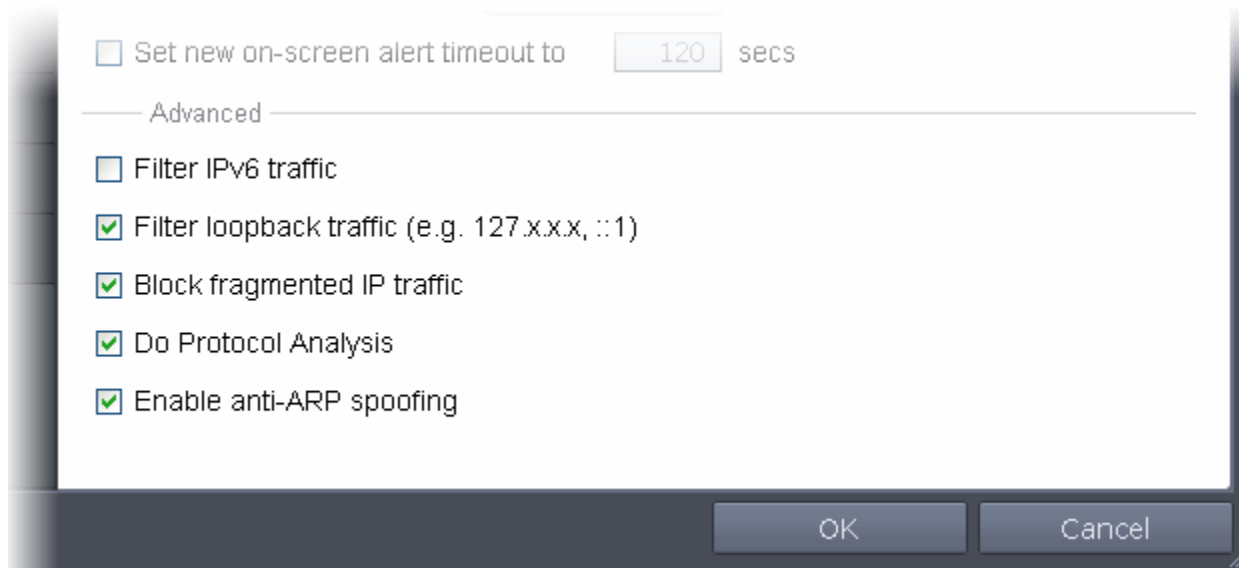 Set new on-screen alert timeout to 120 secs
Advanced
Filter IPv6 traffic
Filter loopback traffic (e.g. 127.x.x.x, ::1)
Block fragmented IP traffic
Do Protocol Analysis
Enable anti-ARP spoofing
OK Cancel